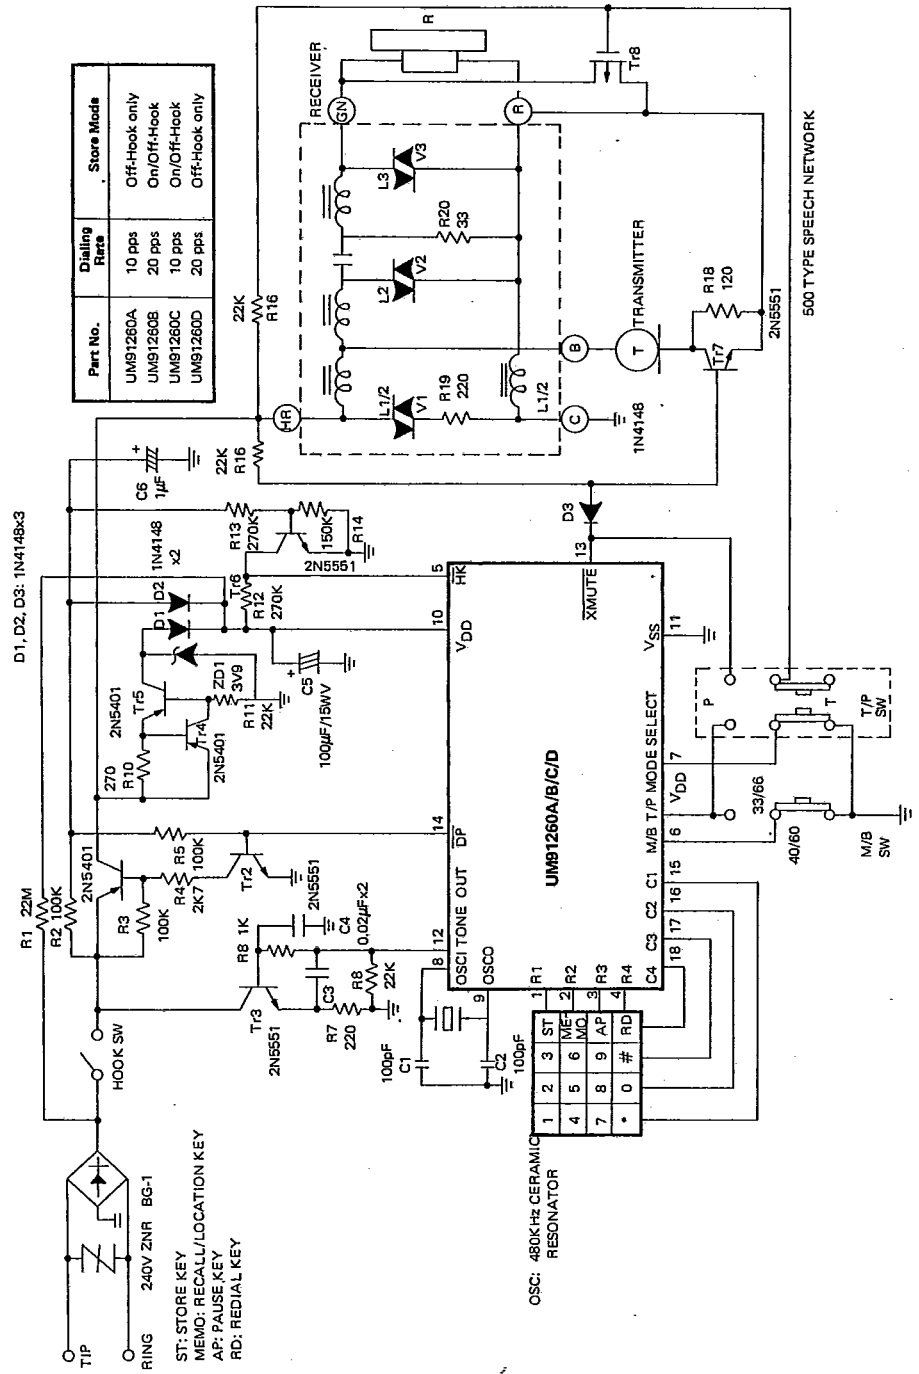 D1, D2, D3: 1N4148x3
Part No. Dialing Rate Store Mode
UM91260A 10 pps Off-Hook only
UM91260B 20 pps On/Off-Hook
UM91260C 10 pps On/Off-Hook
UM91260D 20 pps Off-Hook only
TIP
RING
240V ZNR
BG-1
HOOK SW
R1 22M
R2 100K
R3
100K
2N5401
R4
2K7
R5
100K
Tr2
2N5551
Tr3
2N5551
R8 1K
C4
0.02μFx2
C3
R7
220
R8
22K
270
R10
2N5401
Tr5
Tr4
2N5401
ZD1
3V9
R11
22K
D1
D2
1N4148
x2
C5
100μF/15WV
Tr6
R12
270K
R13
270K
150K
R14
2N5551
C6
1μF
+
+
22K
R16
22K
R16
HR
RECEIVER
GN
R
R
Tr8
L1/2
V1
R19
220
L2
V2
R20
33
L3
V3
L1/2
C
B
1N4148
D3
T
TRANSMITTER
R18
120
Tr7
2N5551
500 TYPE SPEECH NETWORK
100pF
C1
C2
100pF
8
OSCI
9
OSCO
12
TONE OUT
14
DP
10
VDD
5
HK
UM91260A/B/C/D
13
XMUTE
11
VSS
7
T/P MODE SELECT
VDD
6
M/B
15
C1
16
C2
17
C3
18
C4
1
R1
2
R2
3
R3
4
R4
1 2 3 ST
4 5 6 ME-MO.
7 8 9 AP
* 0 # RD
OSC: 480KHz CERAMIC
RESONATOR
P
T
T/P
SW
33/66
40/60
M/B
SW
ST: STORE KEY
MEMO: RECALL/LOCATION KEY
AP: PAUSE KEY
RD: REDIAL KEY